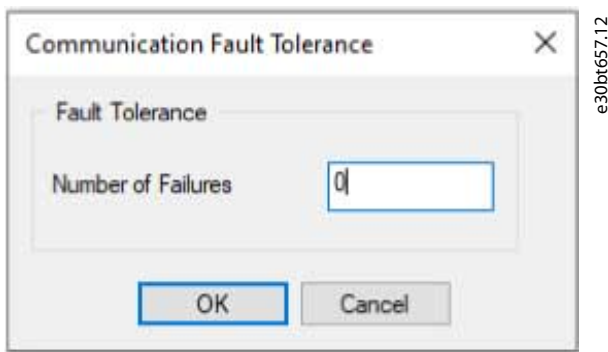 Communication Fault Tolerance
Fault Tolerance
Number of Failures 0
OK Cancel
e30bt657.12